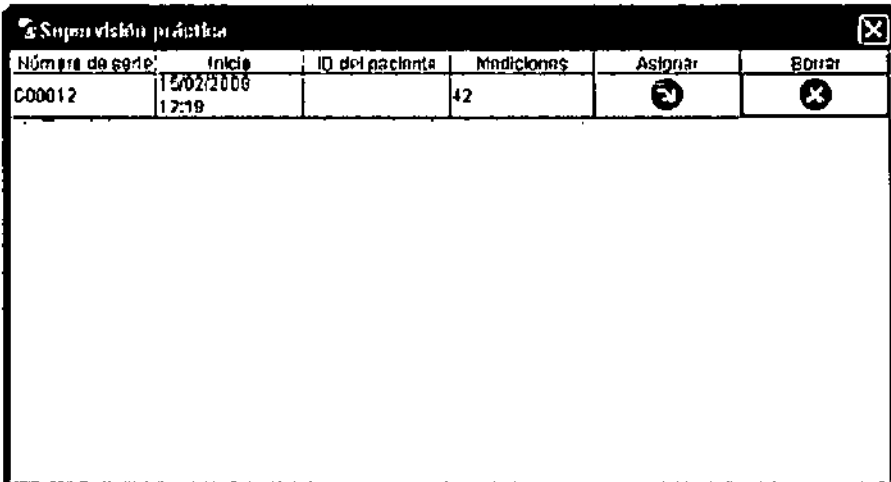 Supervisión práctica
Número de serie Inicio ID del paciente Mediciones Asignar Borrar
C00012 15/02/2008 42
12:19